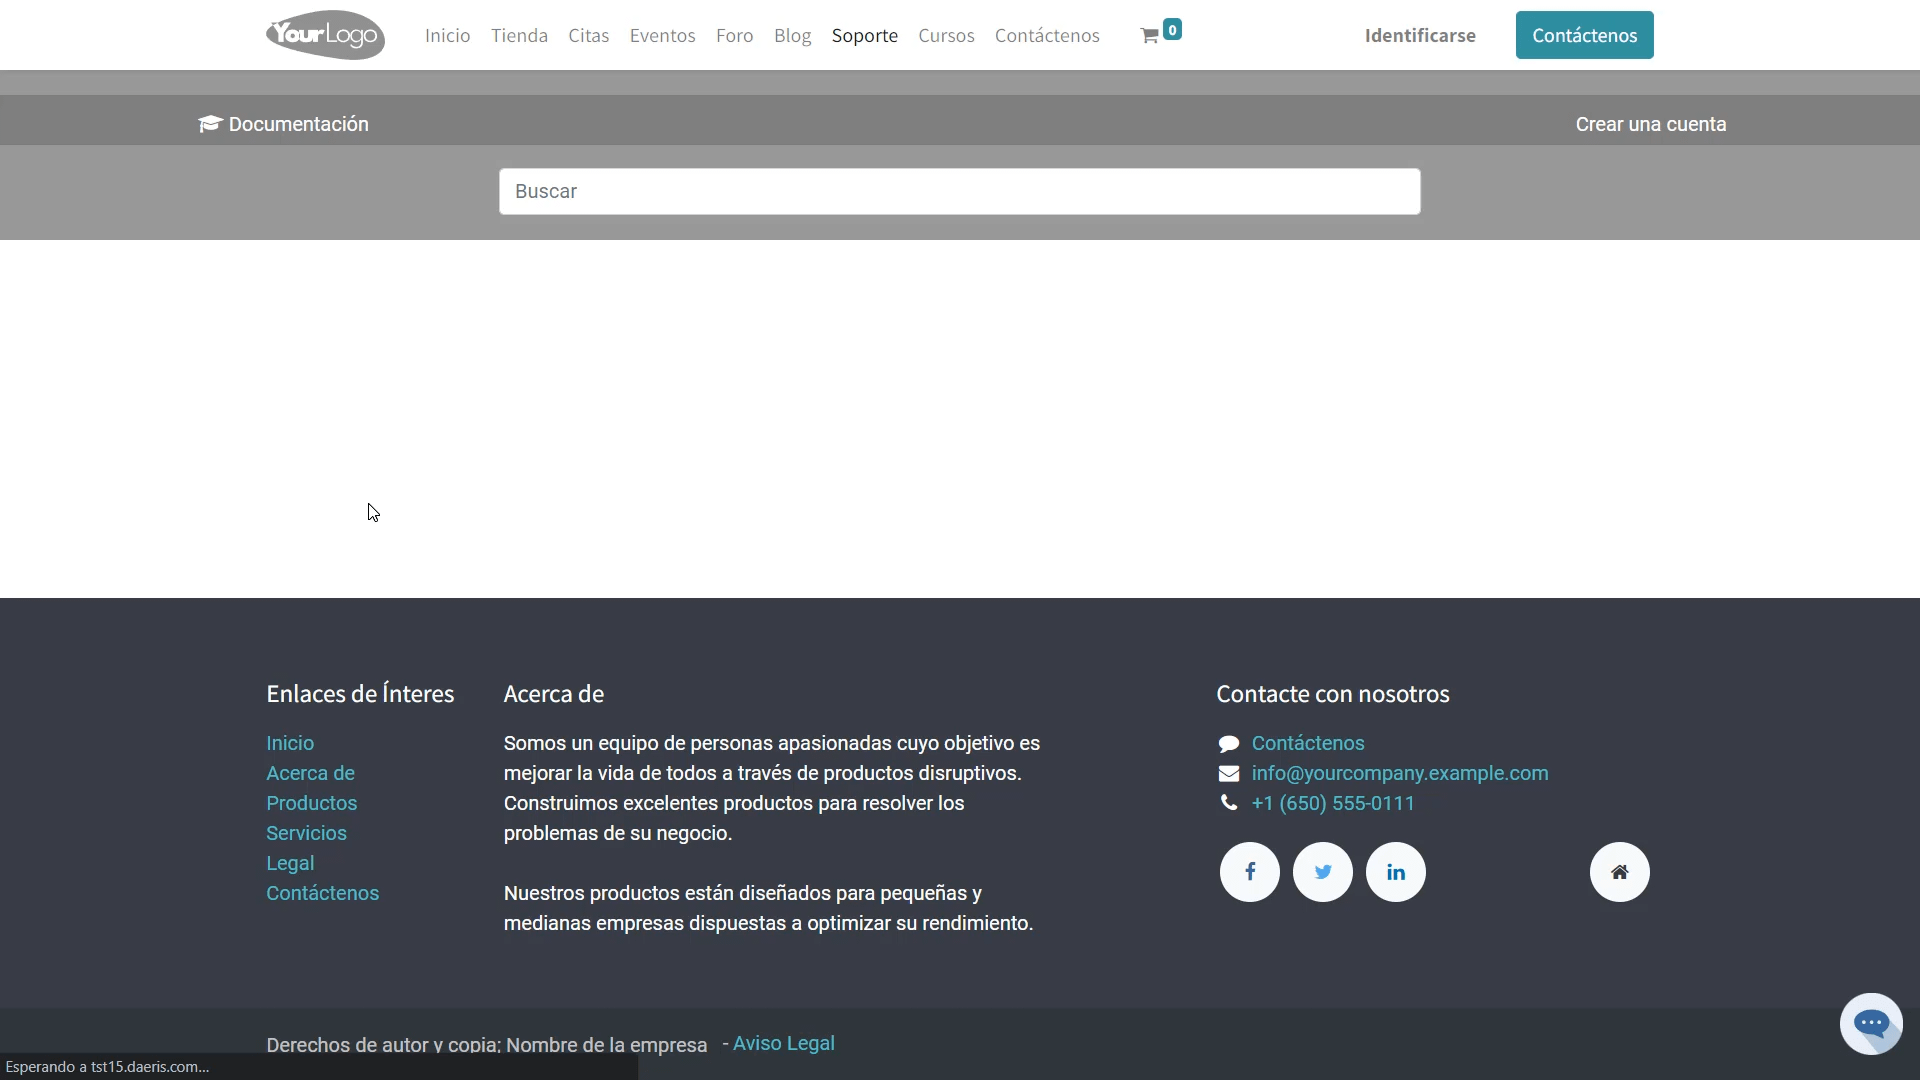 YourLogo
Inicio Tienda Citas Eventos Foro Blog Soporte Cursos Contáctenos 0 Identificarse Contáctenos
Documentación Crear una cuenta
Buscar
Enlaces de Ínteres
Inicio
Acerca de
Productos
Servicios
Legal
Contáctenos
Acerca de
Somos un equipo de personas apasionadas cuyo objetivo es
mejorar la vida de todos a través de productos disruptivos.
Construimos excelentes productos para resolver los
problemas de su negocio.
Nuestros productos están diseñados para pequeñas y
medianas empresas dispuestas a optimizar su rendimiento.
Contacte con nosotros
Contáctenos
info@yourcompany.example.com
+1 (650) 555-0111
Derechos de autor y copia; Nombre de la empresa - Aviso Legal
Esperando a tst15.daeris.com...